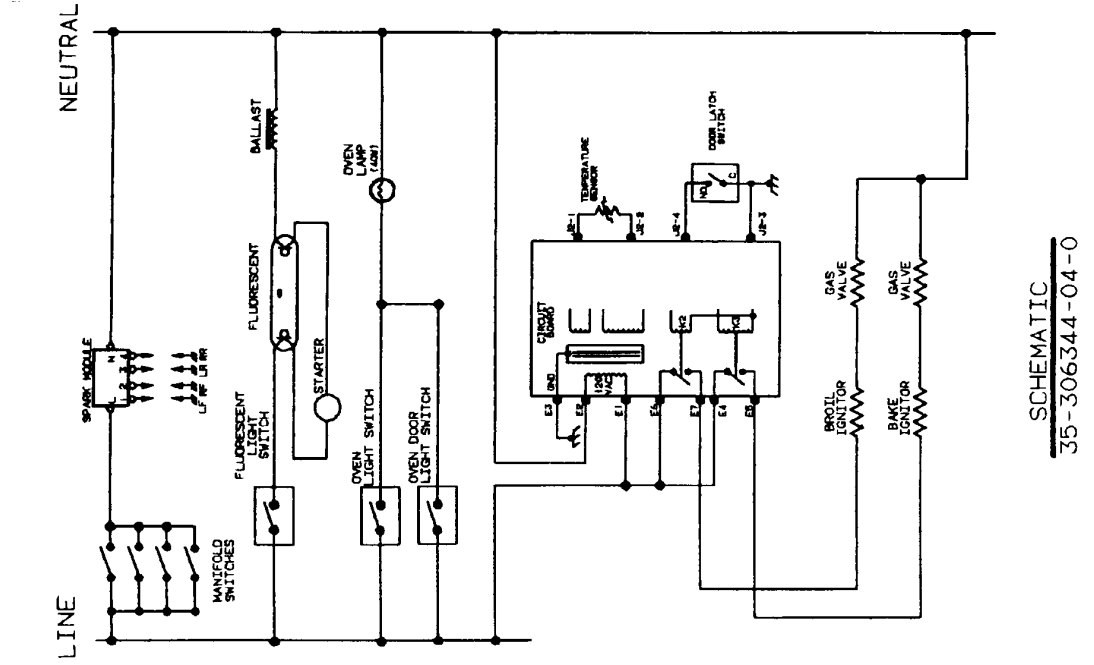 NEUTRAL
LINE
SPARK MODULE
L
N
1 2 3 4
LF RF LR RR
MANIFOLD
SWITCHES
BALLAST
FLUORESCENT
STARTER
FLUORESCENT
LIGHT
SWITCH
OVEN
LAMP
(40W)
OVEN
LIGHT SWITCH
OVEN DOOR
LIGHT SWITCH
TEMPERATURE
SENSOR
DOOR LATCH
SWITCH
NO
C
J2-1
J2-2
J2-4
J2-3
CIRCUIT
BOARD
GND
120
VAC
K2
K3
E3
E2
E1
E6
E7
E4
E5
GAS
VALVE
GAS
VALVE
BROIL
IGNITOR
BAKE
IGNITOR
SCHEMATIC
35-306344-04-0